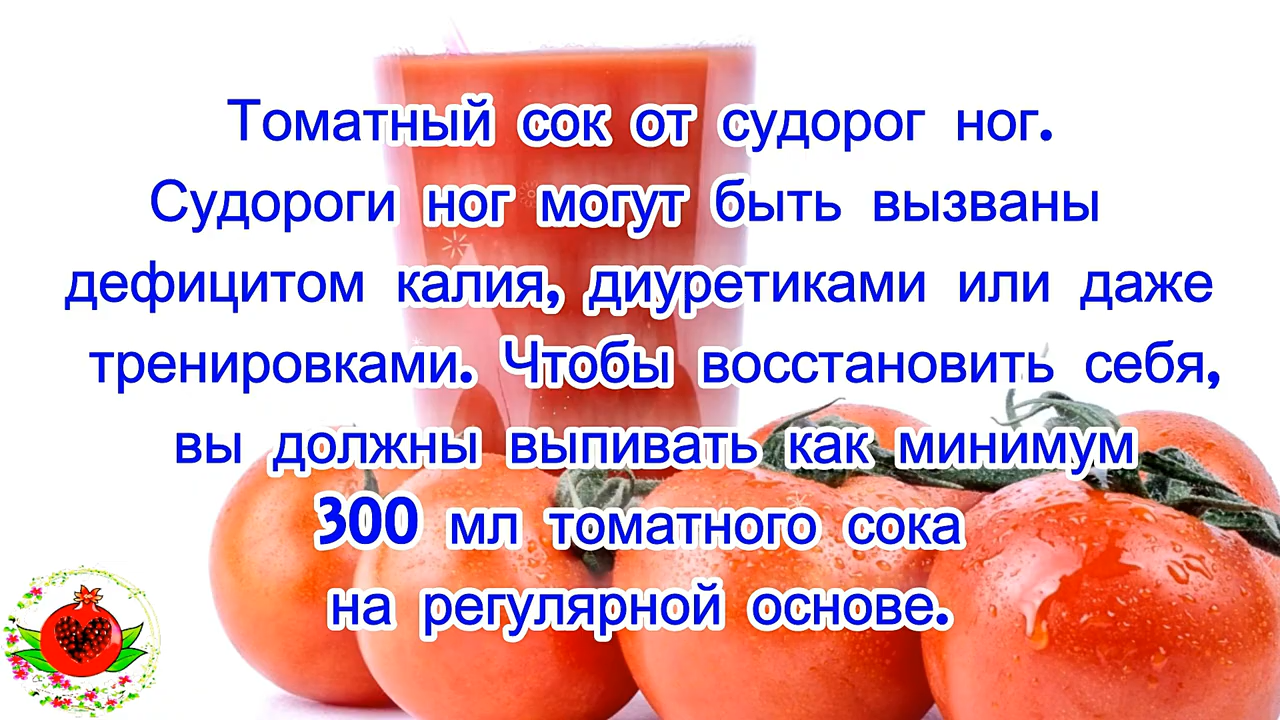 Томатный сок от судорог ног.
Судороги ног могут быть вызваны
дефицитом калия, диуретиками или даже
тренировками. Чтобы восстановить себя,
вы должны выпивать как минимум
300 мл томатного сока
на регулярной основе.